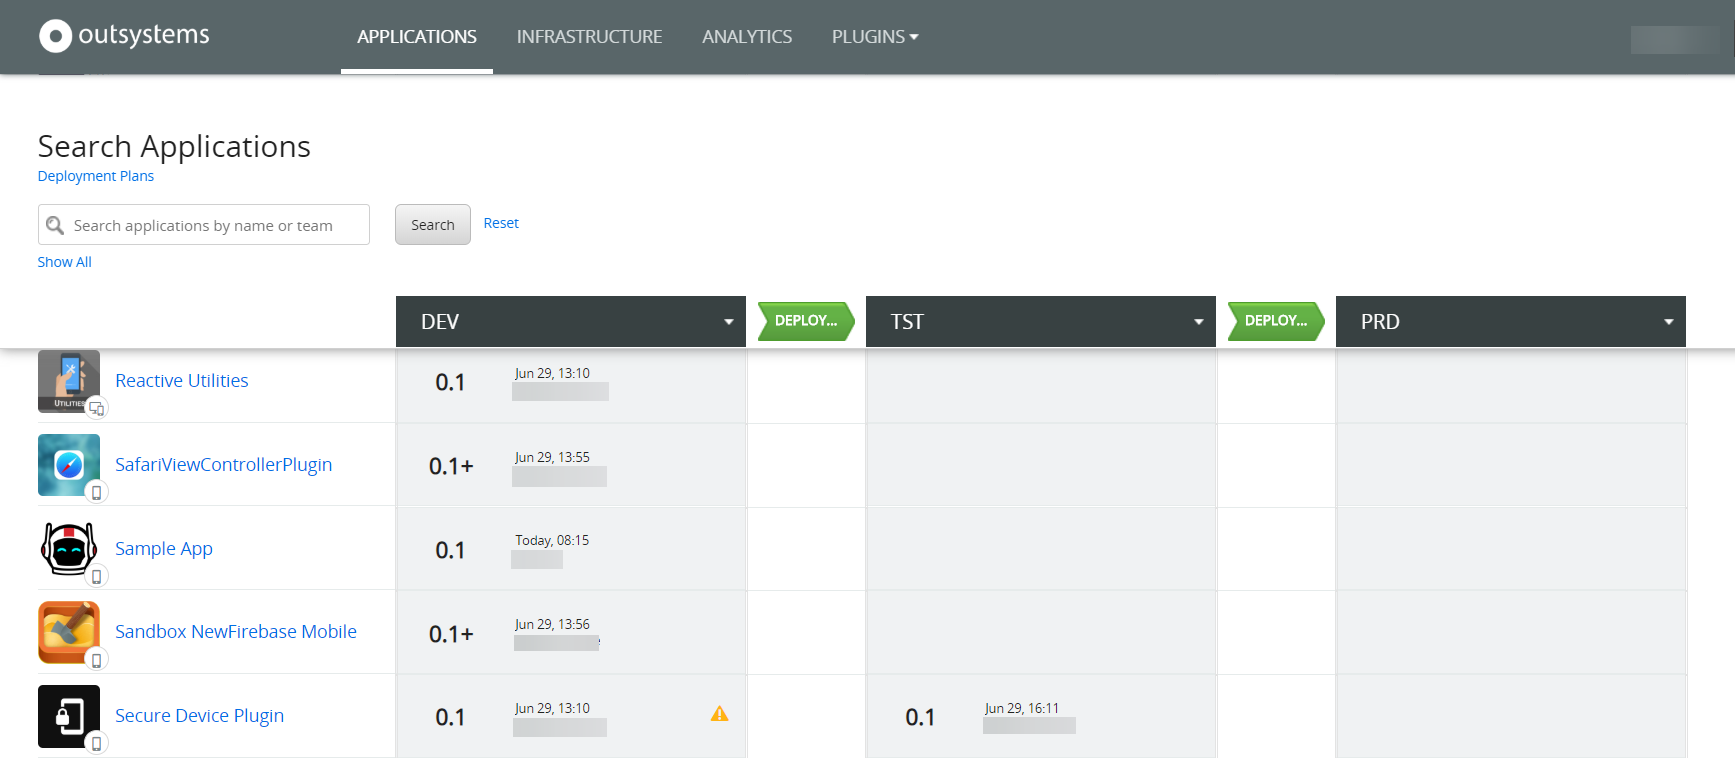 outsystems APPLICATIONS INFRASTRUCTURE ANALYTICS PLUGINS
Search Applications
Deployment Plans
Search applications by name or team Search Reset
Show All
DEV DEPLOY... TST DEPLOY... PRD
UTILITIES Reactive Utilities 0.1 Jun 29, 13:10
SafariViewControllerPlugin 0.1+ Jun 29, 13:55
Sample App 0.1 Today, 08:15
Sandbox NewFirebase Mobile 0.1+ Jun 29, 13:56
Secure Device Plugin 0.1 Jun 29, 13:10 0.1 Jun 29, 16:11